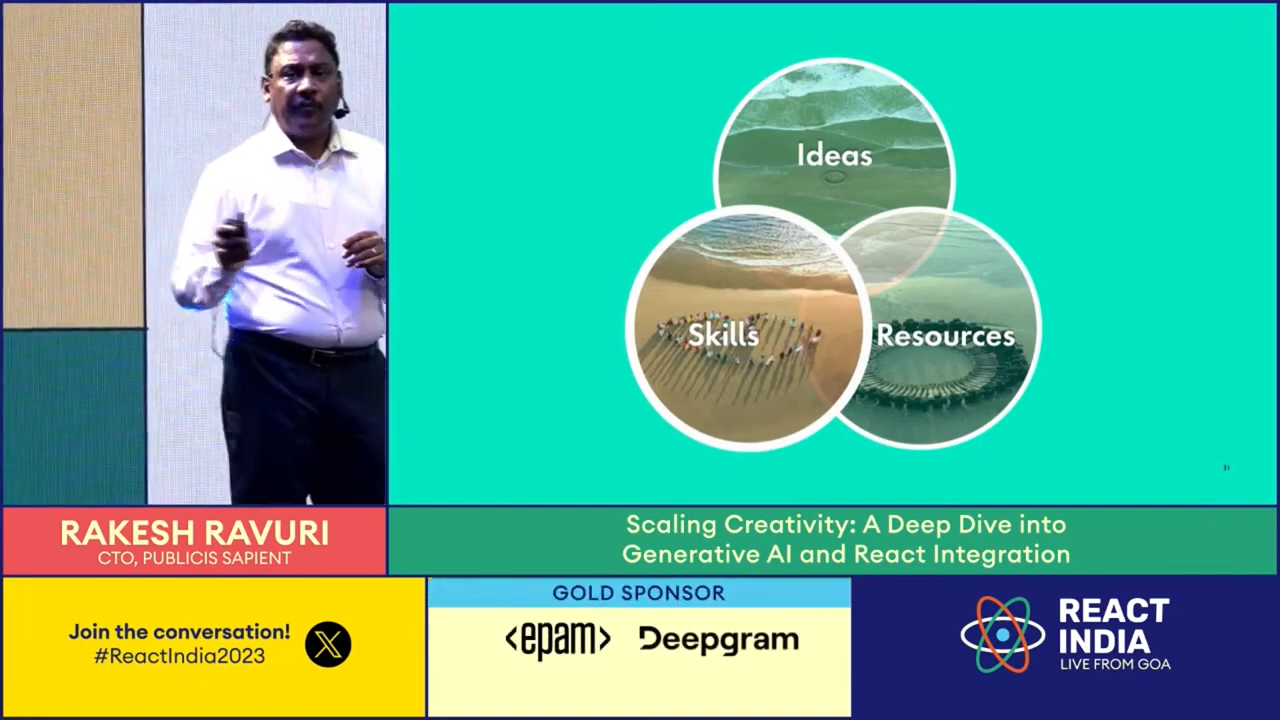 Ideas
Skills
Resources
31
RAKESH RAVURI
CTO, PUBLICIS SAPIENT
Scaling Creativity: A Deep Dive into
Generative AI and React Integration
Join the conversation!
#ReactIndia2023
GOLD SPONSOR
<epam>
Deepgram
REACT
INDIA
LIVE FROM GOA